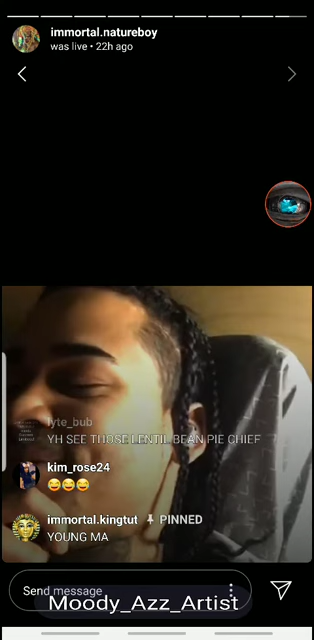 immortal.natureboy
was live • 22h ago
lyte_bub
YH SEE THOSE LENTIL BEAN PIE CHIEF
kim_rose24
😂😂😂
immortal.kingtut PINNED
YOUNG MA
Send message
Moody_Azz_Artist